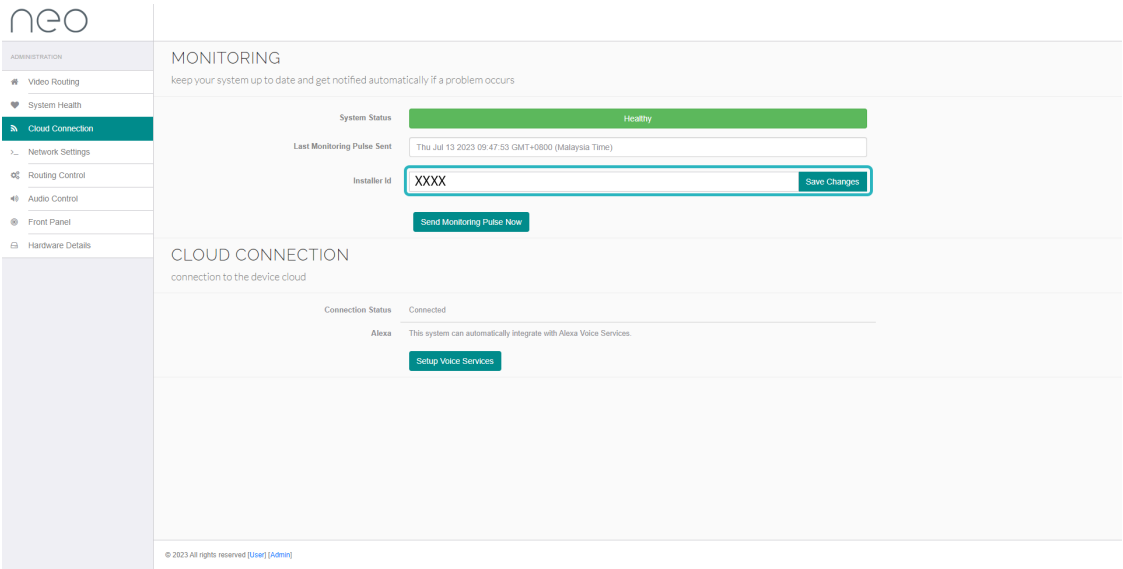 neo
ADMINISTRATION
Video Routing
System Health
Cloud Connection
Network Settings
Routing Control
Audio Control
Front Panel
Hardware Details
MONITORING
keep your system up to date and get notified automatically if a problem occurs
System Status Healthy
Last Monitoring Pulse Sent Thu Jul 13 2023 09:47:53 GMT+0800 (Malaysia Time)
Installer Id XXXX Save Changes
Send Monitoring Pulse Now
CLOUD CONNECTION
connection to the device cloud
Connection Status Connected
Alexa This system can automatically integrate with Alexa Voice Services.
Setup Voice Services
© 2023 All rights reserved [User] [Admin]